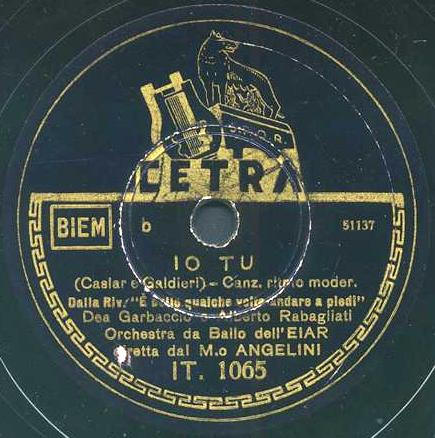 S.P.Q.R.
CETRA
BIEM b 51137
IO TU
(Caslar e Galdieri) - Canz. ritmo moder.
Dalla Riv. "È bello qualche volta andare a piedi"
Dea Garbaccio e Alberto Rabagliati
Orchestra da Ballo dell'EIAR
diretta dal M.o ANGELINI
IT. 1065